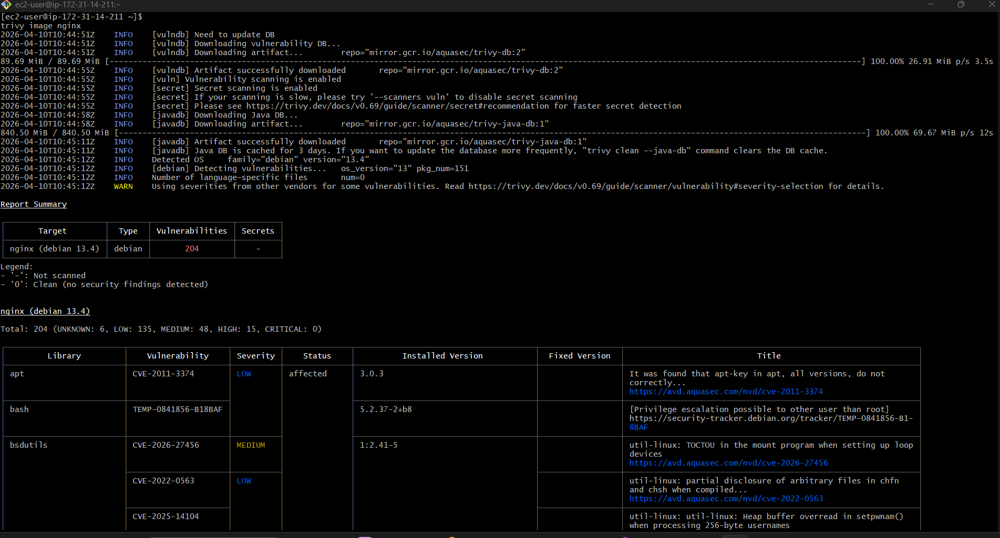 ec2-user@ip-172-31-14-211:~
[ec2-user@ip-172-31-14-211 ~]$
trivy image nginx
2026-04-10T10:44:51Z    INFO    [vulndb] Need to update DB
2026-04-10T10:44:51Z    INFO    [vulndb] Downloading vulnerability DB...
2026-04-10T10:44:51Z    INFO    [vulndb] Downloading artifact...        repo="mirror.gcr.io/aquasec/trivy-db:2"
89.69 MiB / 89.69 MiB [---------------------------------------------------------------------------------------------------------------------------------------------------------------] 100.00% 26.91 MiB p/s 3.5s
2026-04-10T10:44:55Z    INFO    [vulndb] Artifact successfully downloaded       repo="mirror.gcr.io/aquasec/trivy-db:2"
2026-04-10T10:44:55Z    INFO    [vuln] Vulnerability scanning is enabled
2026-04-10T10:44:55Z    INFO    [secret] Secret scanning is enabled
2026-04-10T10:44:55Z    INFO    [secret] If your scanning is slow, please try '--scanners vuln' to disable secret scanning
2026-04-10T10:44:55Z    INFO    [secret] Please see https://trivy.dev/docs/v0.69/guide/scanner/secret#recommendation for faster secret detection
2026-04-10T10:44:58Z    INFO    [javadb] Downloading Java DB...
2026-04-10T10:44:58Z    INFO    [javadb] Downloading artifact...        repo="mirror.gcr.io/aquasec/trivy-java-db:1"
840.50 MiB / 840.50 MiB [--------------------------------------------------------------------------------------------------------------------------------------------------------------] 100.00% 69.67 MiB p/s 12s
2026-04-10T10:45:11Z    INFO    [javadb] Artifact successfully downloaded       repo="mirror.gcr.io/aquasec/trivy-java-db:1"
2026-04-10T10:45:11Z    INFO    [javadb] Java DB is cached for 3 days. If you want to update the database more frequently, "trivy clean --java-db" command clears the DB cache.
2026-04-10T10:45:12Z    INFO    Detected OS     family="debian" version="13.4"
2026-04-10T10:45:12Z    INFO    [debian] Detecting vulnerabilities...   os_version="13" pkg_num=151
2026-04-10T10:45:12Z    INFO    Number of language-specific files       num=0
2026-04-10T10:45:12Z    WARN    Using severities from other vendors for some vulnerabilities. Read https://trivy.dev/docs/v0.69/guide/scanner/vulnerability#severity-selection for details.
Report Summary
Target    Type    Vulnerabilities    Secrets
nginx (debian 13.4)    debian    204    -
Legend:
- '-': Not scanned
- '0': Clean (no security findings detected)
nginx (debian 13.4)
Total: 204 (UNKNOWN: 6, LOW: 135, MEDIUM: 48, HIGH: 15, CRITICAL: 0)
Library    Vulnerability    Severity    Status    Installed Version    Fixed Version    Title
apt    CVE-2011-3374    LOW    affected    3.0.3    It was found that apt-key in apt, all versions, do not
correctly...
https://avd.aquasec.com/nvd/cve-2011-3374
bash    TEMP-0841856-B18BAF    5.2.37-2+b8    [Privilege escalation possible to other user than root]
https://security-tracker.debian.org/tracker/TEMP-0841856-B1-
8BAF
bsdutils    CVE-2026-27456    MEDIUM    1:2.41-5    util-linux: TOCTOU in the mount program when setting up loop
devices
https://avd.aquasec.com/nvd/cve-2026-27456
CVE-2022-0563    LOW    util-linux: partial disclosure of arbitrary files in chfn
and chsh when compiled...
https://avd.aquasec.com/nvd/cve-2022-0563
CVE-2025-14104    util-linux: util-linux: Heap buffer overread in setpwnam()
when processing 256-byte usernames